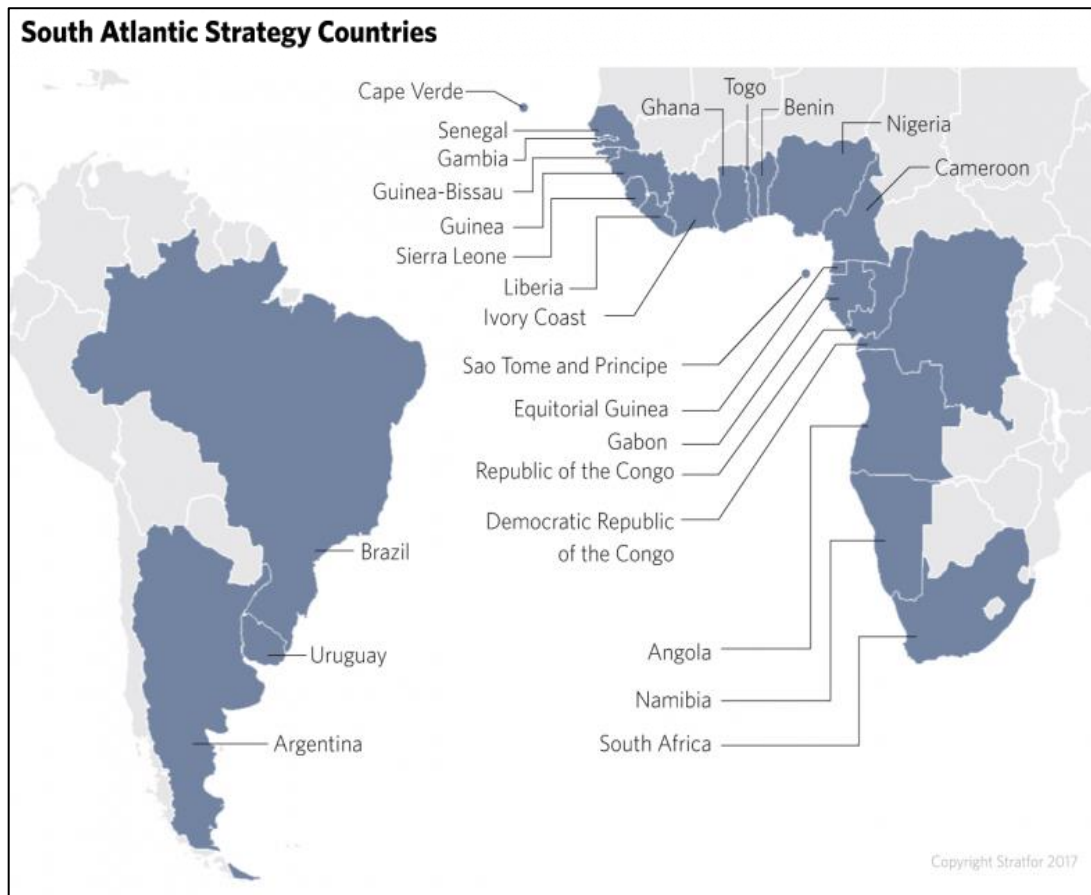 South Atlantic Strategy Countries
Cape Verde
Senegal
Gambia
Guinea-Bissau
Guinea
Sierra Leone
Liberia
Ivory Coast
Ghana
Togo
Benin
Nigeria
Cameroon
Sao Tome and Principe
Equitorial Guinea
Gabon
Republic of the Congo
Democratic Republic
of the Congo
Brazil
Uruguay
Argentina
Angola
Namibia
South Africa
Copyright Stratfor 2017